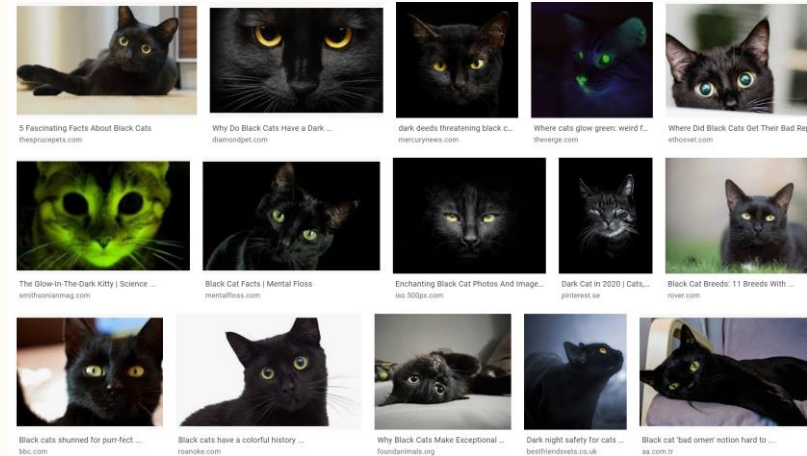 5 Fascinating Facts About Black Cats
thesprucepets.com
Why Do Black Cats Have a Dark ...
diamondpet.com
dark deeds threatening black c...
mercurynews.com
Where cats glow green: weird f...
theverge.com
Where Did Black Cats Get Their Bad Rep
ethosvet.com
The Glow-In-The-Dark Kitty | Science ...
smithsonianmag.com
Black Cat Facts | Mental Floss
mentalfloss.com
Enchanting Black Cat Photos And Image...
iso.500px.com
Dark Cat in 2020 | Cats,...
pinterest.se
Black Cat Breeds: 11 Breeds With ...
rover.com
Black cats shunned for purr-fect ...
bbc.com
Black cats have a colorful history ...
roanoke.com
Why Black Cats Make Exceptional ...
foundanimals.org
Dark night safety for cats ...
bestfriendsvets.co.uk
Black cat 'bad omen' notion hard to ...
aa.com.tr